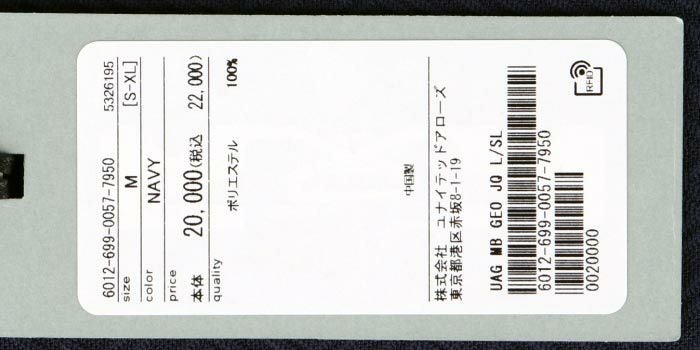 6012-699-0057-7950 5326195
size M [S-XL]
color NAVY
price
本体 20,000(税込 22,000)
quality
ポリエステル 100%
中国製
株式会社 ユナイテッドアローズ
東京都港区赤坂8-1-19
UAG MB GEO JQ L/SL
6012-699-0057-7950
0020000
RFID